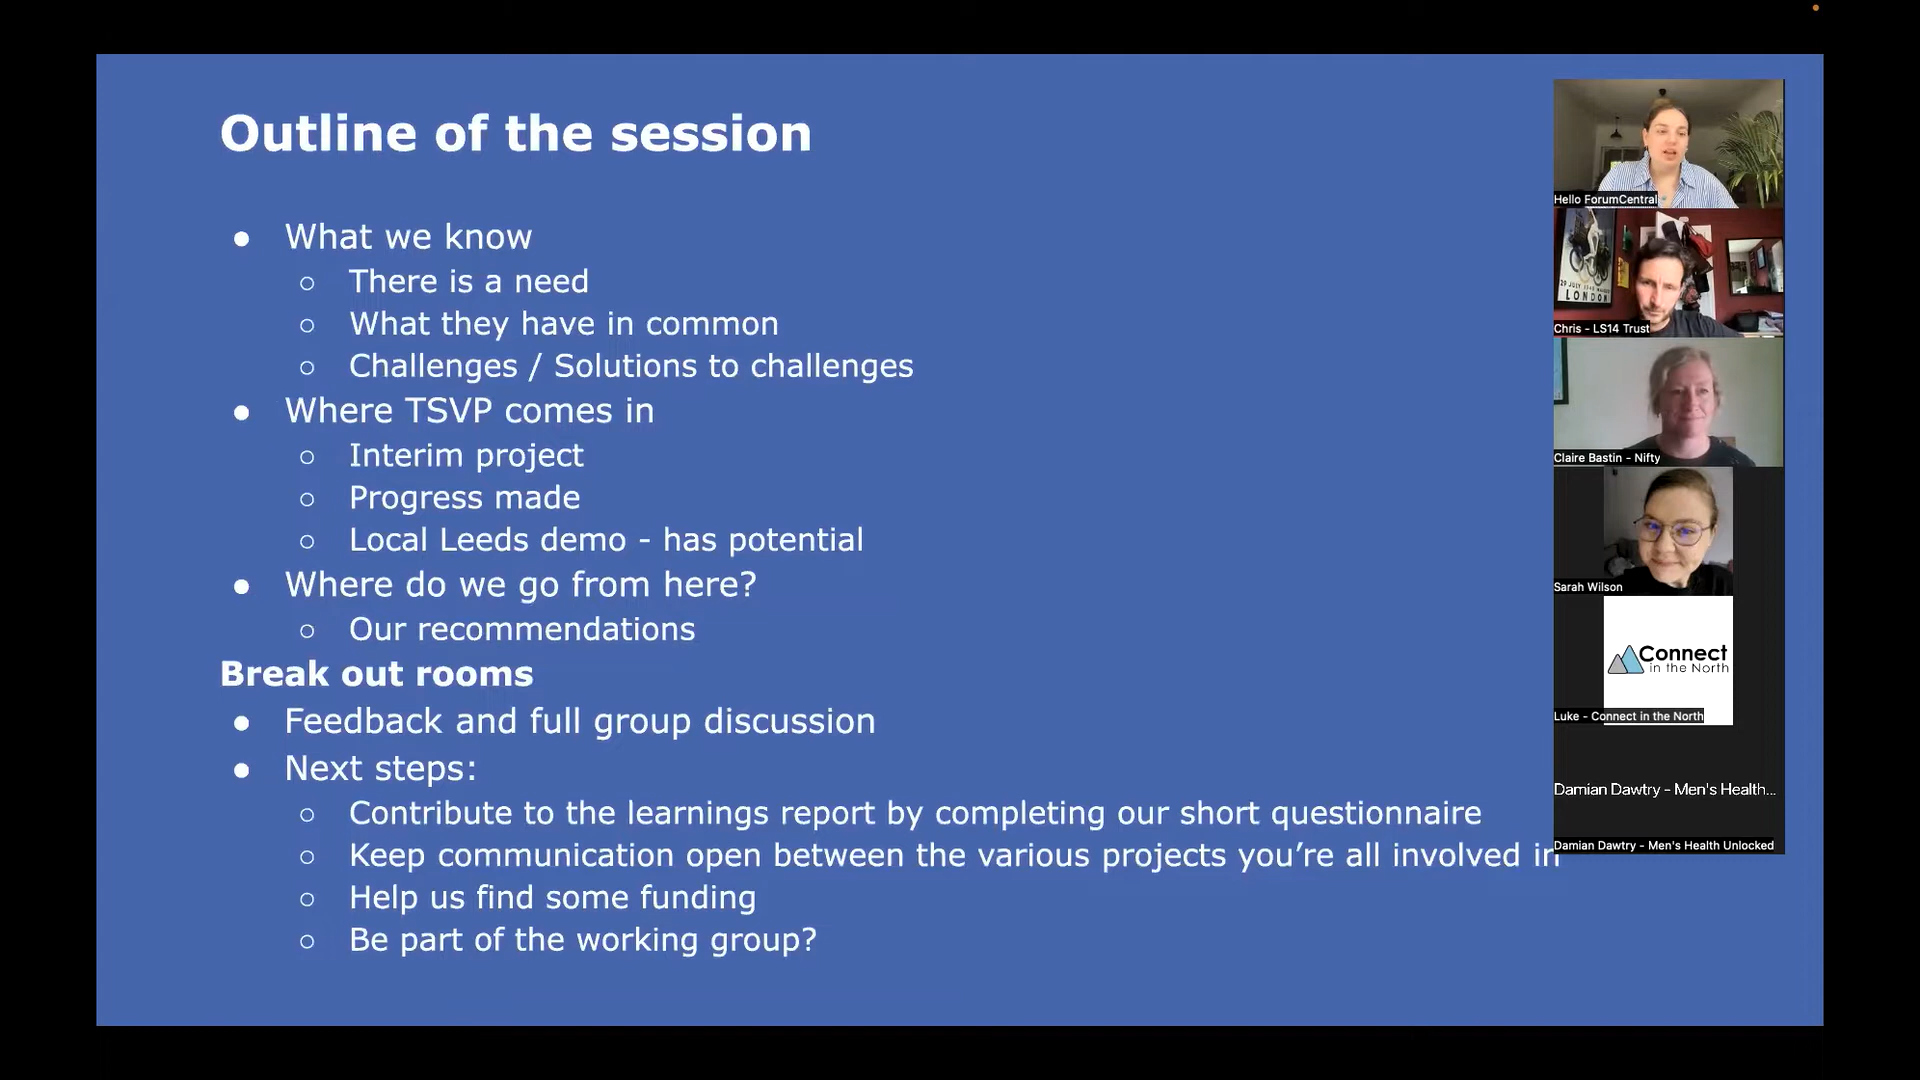 Outline of the session
● What we know
○ There is a need
○ What they have in common
○ Challenges / Solutions to challenges
● Where TSVP comes in
○ Interim project
○ Progress made
○ Local Leeds demo - has potential
● Where do we go from here?
○ Our recommendations
Break out rooms
● Feedback and full group discussion
● Next steps:
○ Contribute to the learnings report by completing our short questionnaire
○ Keep communication open between the various projects you’re all involved in
○ Help us find some funding
○ Be part of the working group?
Hello ForumCentral
LONDON
Chris - LS14 Trust
Claire Bastin - Nifty
Sarah Wilson
Connect
in the North
Luke - Connect in the North
Damian Dawtry - Men's Health...
Damian Dawtry - Men's Health Unlocked